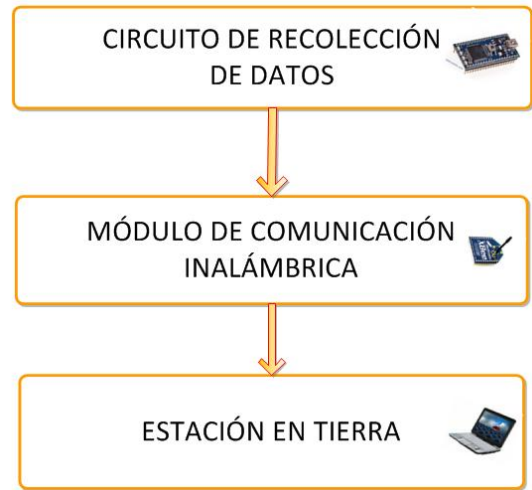 CIRCUITO DE RECOLECCIÓN
DE DATOS
MÓDULO DE COMUNICACIÓN
INALÁMBRICA
ESTACIÓN EN TIERRA